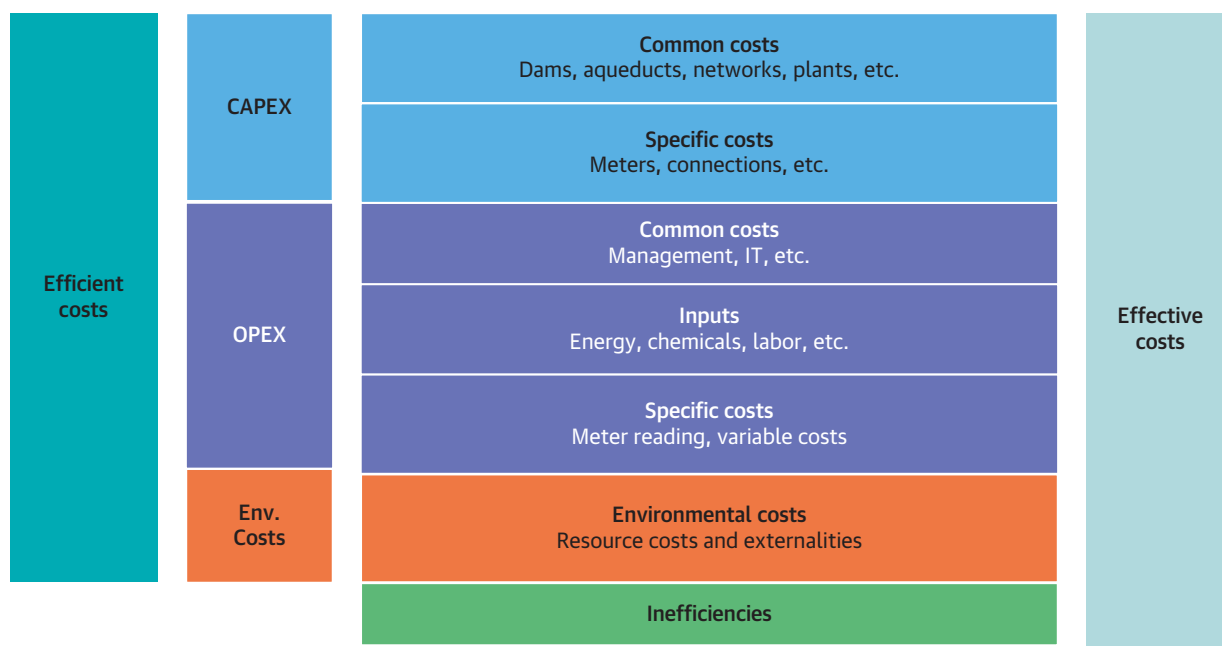 Efficient
costs
CAPEX
Common costs
Dams, aqueducts, networks, plants, etc.
Specific costs
Meters, connections, etc.
OPEX
Common costs
Management, IT, etc.
Inputs
Energy, chemicals, labor, etc.
Specific costs
Meter reading, variable costs
Env.
Costs
Environmental costs
Resource costs and externalities
Inefficiencies
Effective
costs